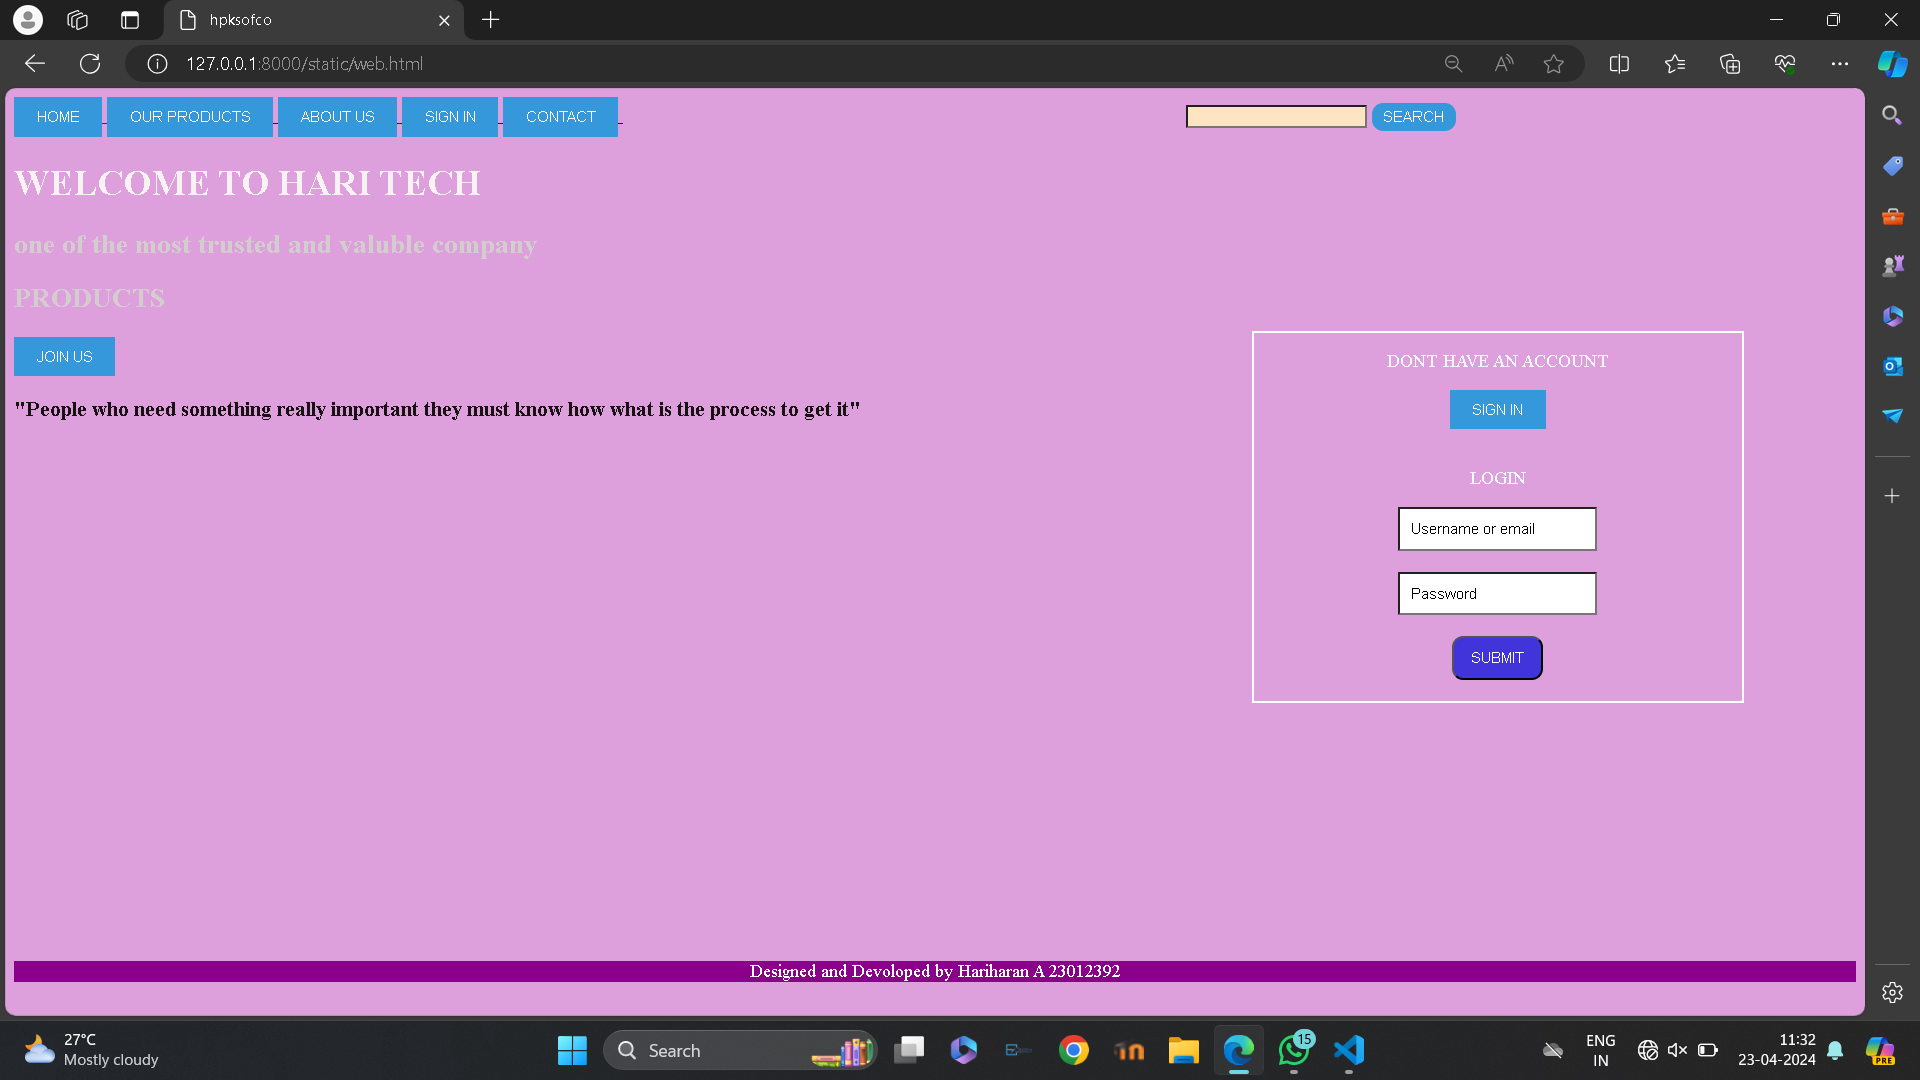 hpksofco
127.0.0.1:8000/static/web.html
HOME OUR PRODUCTS ABOUT US SIGN IN CONTACT SEARCH
WELCOME TO HARI TECH
one of the most trusted and valuble company
PRODUCTS
JOIN US
"People who need something really important they must know how what is the process to get it"
DONT HAVE AN ACCOUNT
SIGN IN
LOGIN
Username or email
Password
SUBMIT
Designed and Devoloped by Hariharan A 23012392
27°C
Mostly cloudy
Search
15
ENG
IN
11:32
23-04-2024
PRE